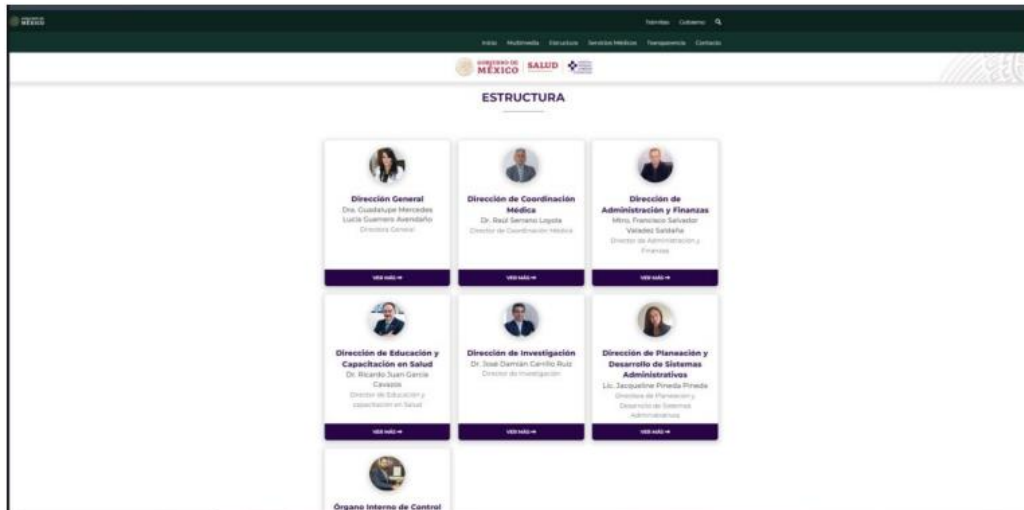 GOBIERNO DE
MÉXICO
Trámites Gobierno
Inicio Multimedia Estructura Servicios Médicos Transparencia Contacto
GOBIERNO DE
MÉXICO
SALUD
ESTRUCTURA
Dirección General
Dra. Guadalupe Mercedes
Lucía Guerrero Avendaño
Directora General
VER MÁS
Dirección de Coordinación
Médica
Dr. Raúl Serrano Loyola
Director de Coordinación Médica
VER MÁS
Dirección de
Administración y Finanzas
Mtro. Francisco Salvador
Valadez Saldaña
Director de Administración y
Finanzas
VER MÁS
Dirección de Educación y
Capacitación en Salud
Dr. Ricardo Juan García
Cavazos
Director de Educación y
capacitación en Salud
VER MÁS
Dirección de Investigación
Dr. José Damián Carrillo Ruiz
Director de Investigación
VER MÁS
Dirección de Planeación y
Desarrollo de Sistemas
Administrativos
Lic. Jacqueline Pineda Pineda
Directora de Planeación y
Desarrollo de Sistemas
Administrativos
VER MÁS
Órgano Interno de Control